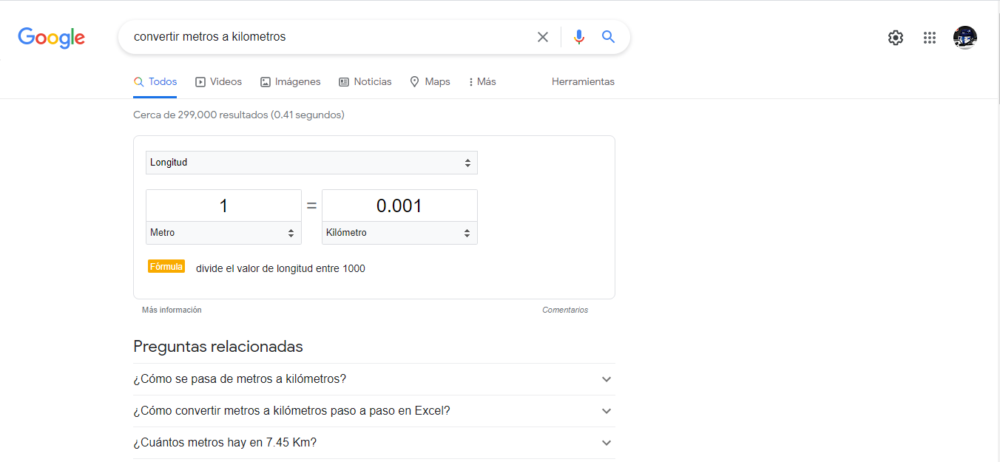 Google
convertir metros a kilometros
Todos Videos Imágenes Noticias Maps Más Herramientas
Cerca de 299,000 resultados (0.41 segundos)
Longitud
1 = 0.001
Metro Kilómetro
Fórmula divide el valor de longitud entre 1000
Más información Comentarios
Preguntas relacionadas
¿Cómo se pasa de metros a kilómetros?
¿Cómo convertir metros a kilómetros paso a paso en Excel?
¿Cuántos metros hay en 7.45 Km?